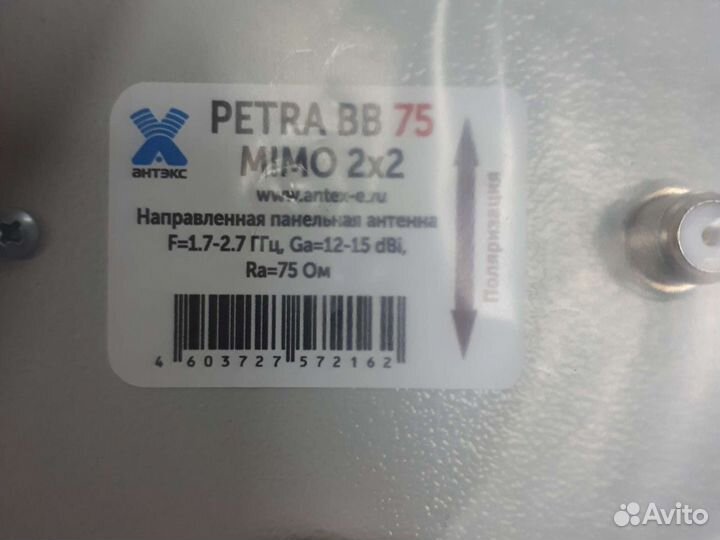 PETRA BB 75
MIMO 2x2
www.antex-e.ru
Направленная панельная антенна
F=1.7-2.7 ГГц, Ga=12-15 dBi,
Ra=75 Ом
4 603727 572162
антэкс
Поляризация
Avito